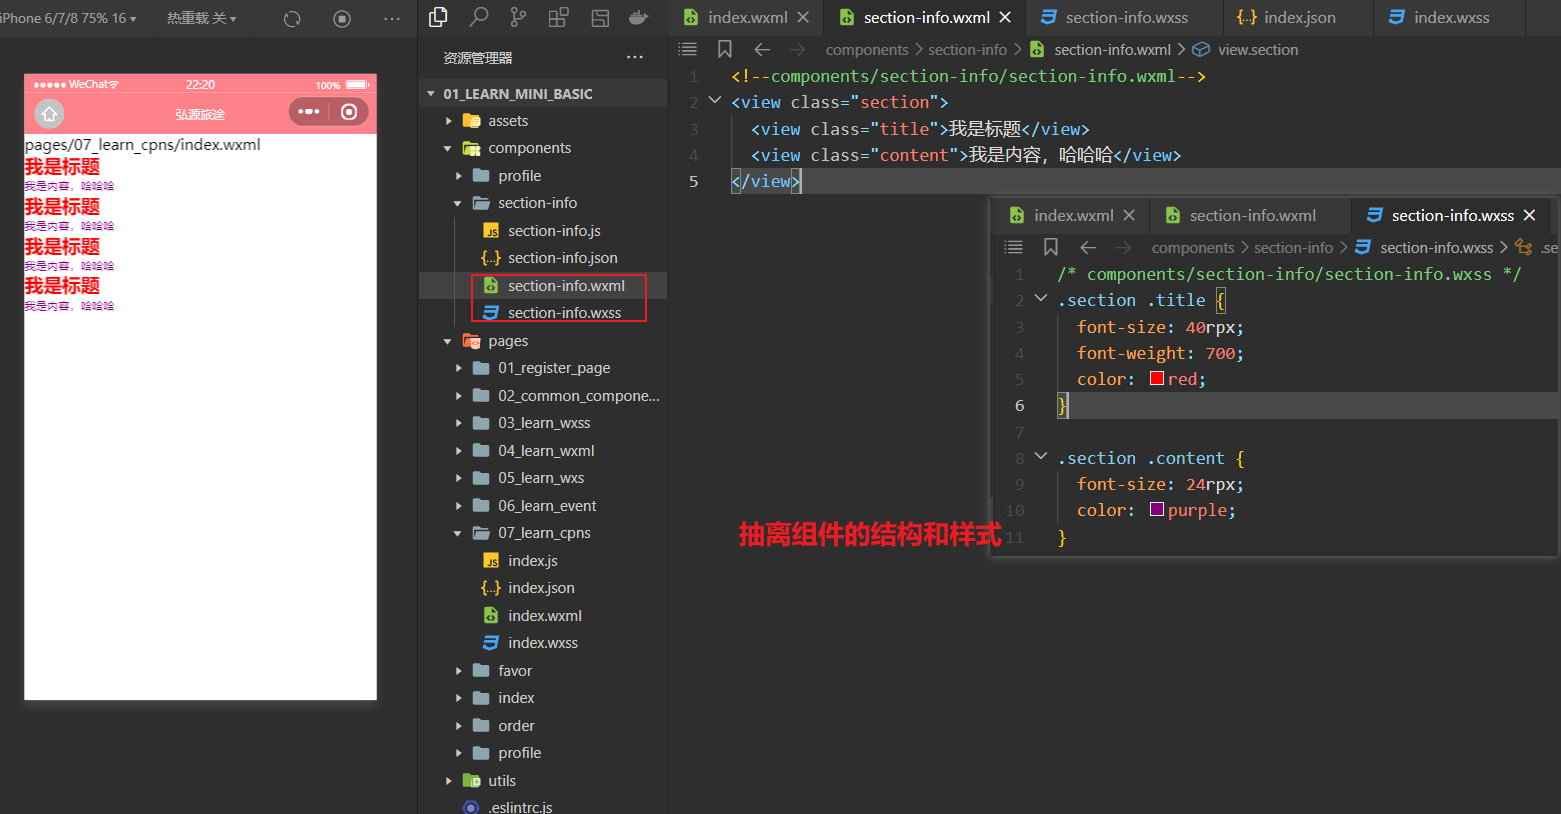 iPhone 6/7/8 75% 16
热重载 关
WeChat
22:20
100%
弘源旅途
pages/07_learn_cpns/index.wxml
我是标题
我是内容，哈哈哈
我是标题
我是内容，哈哈哈
我是标题
我是内容，哈哈哈
我是标题
我是内容，哈哈哈
资源管理器
01_LEARN_MINI_BASIC
assets
components
profile
section-info
section-info.js
section-info.json
section-info.wxml
section-info.wxss
pages
01_register_page
02_common_compone...
03_learn_wxss
04_learn_wxml
05_learn_wxs
06_learn_event
07_learn_cpns
index.js
index.json
index.wxml
index.wxss
favor
index
order
profile
utils
.eslintrc.js
index.wxml
section-info.wxml
section-info.wxss
index.json
index.wxss
components > section-info > section-info.wxml > view.section
1 <!--components/section-info/section-info.wxml-->
2 <view class="section">
3 <view class="title">我是标题</view>
4 <view class="content">我是内容，哈哈哈</view>
5 </view>
index.wxml
section-info.wxml
section-info.wxss
components > section-info > section-info.wxss > .se
1 /* components/section-info/section-info.wxss */
2 .section .title {
3 font-size: 40rpx;
4 font-weight: 700;
5 color: red;
6 }
7
8 .section .content {
9 font-size: 24rpx;
10 color: purple;
11 }
抽离组件的结构和样式